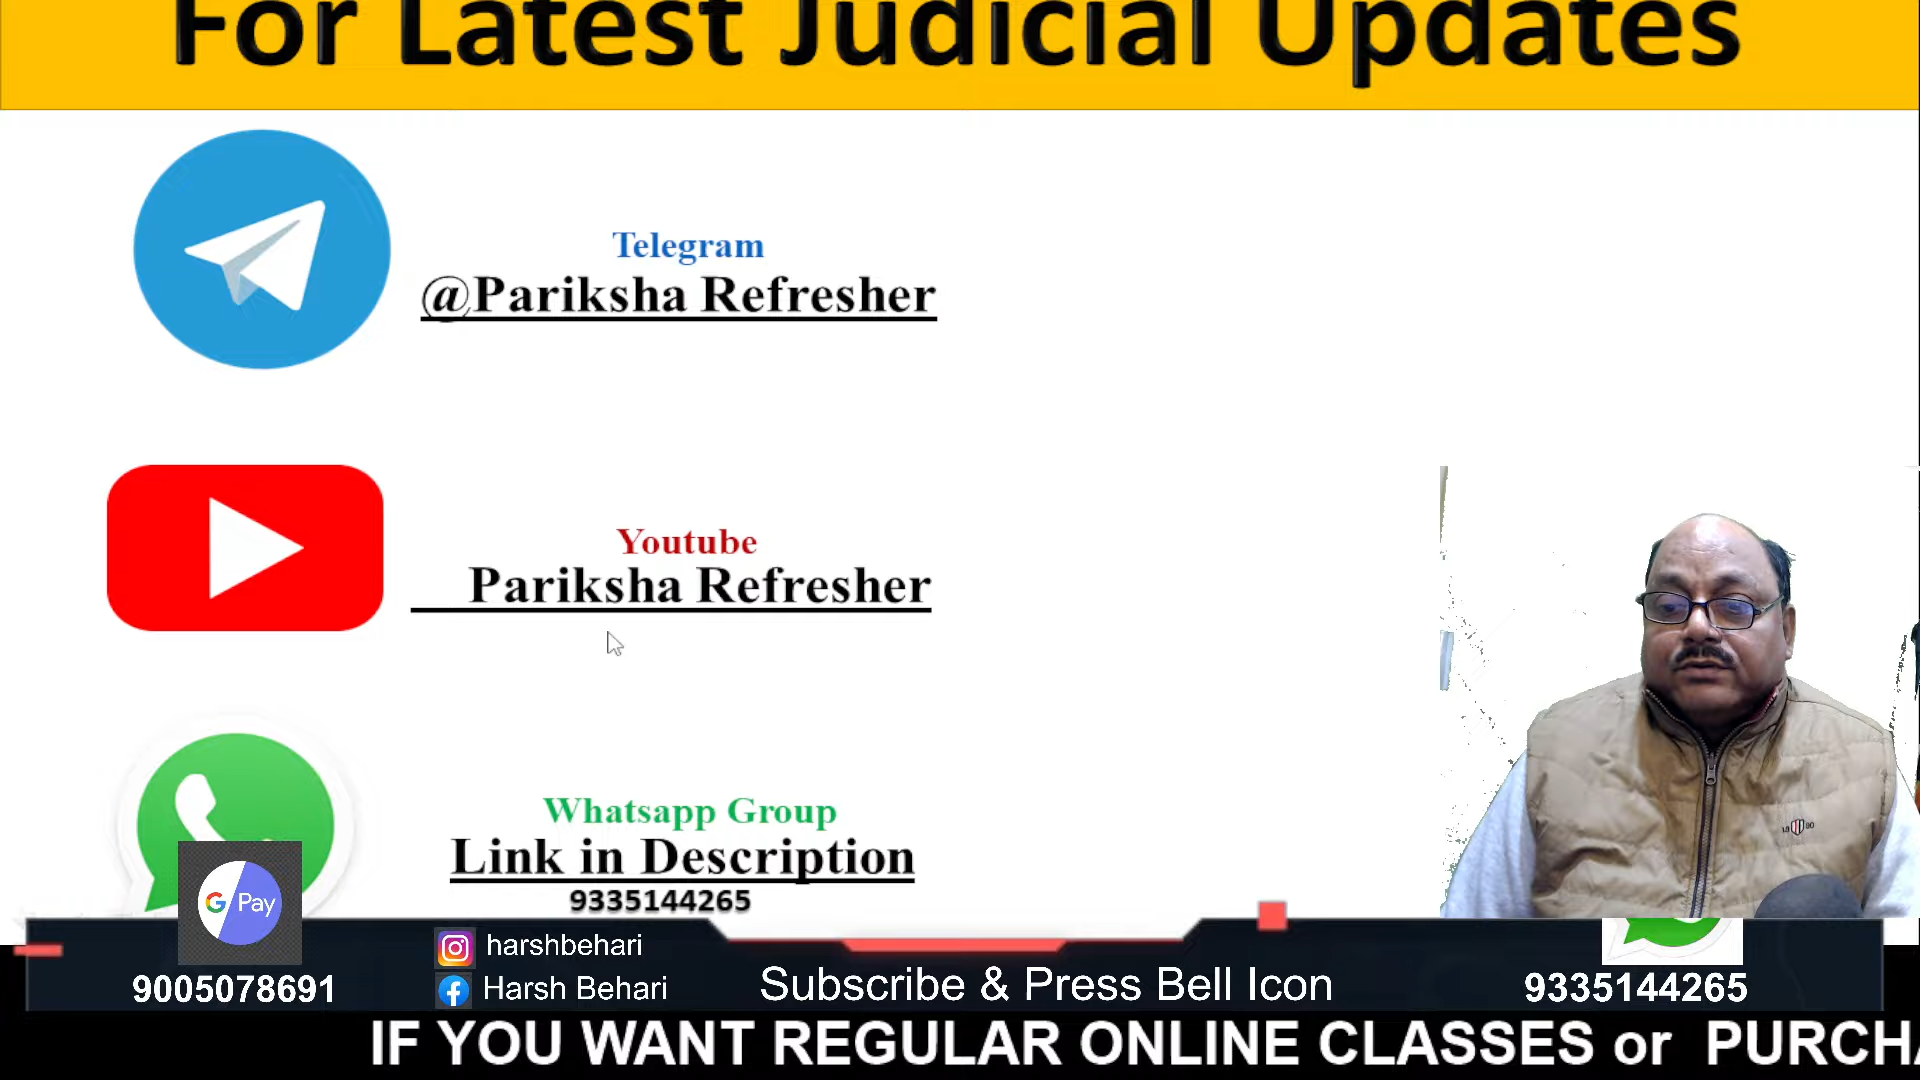 For Latest Judicial Updates
Telegram
@Pariksha Refresher
Youtube
Pariksha Refresher
Whatsapp Group
Link in Description
9335144265
G Pay
9005078691
harshbehari
Harsh Behari
Subscribe & Press Bell Icon
9335144265
IF YOU WANT REGULAR ONLINE CLASSES or PURCHA